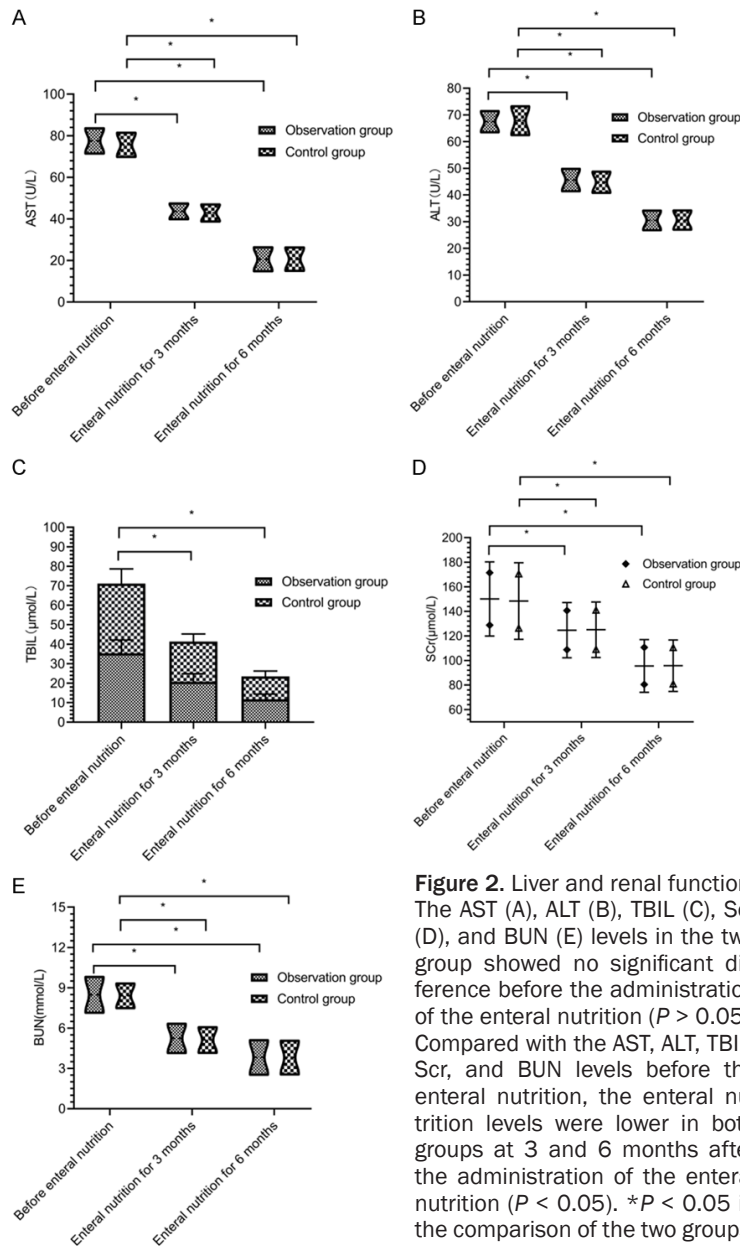 A
*
*
*
*
AST(U/L)
100
80
60
40
20
0
Observation group
Control group
Before enteral nutrition
Enteral nutrition for 3 months
Enteral nutrition for 6 months
B
*
*
*
*
ALT(U/L)
80
70
60
50
40
30
20
10
0
Observation group
Control group
Before enteral nutrition
Enteral nutrition for 3 months
Enteral nutrition for 6 months
C
*
*
TBIL(μmol/L)
100
90
80
70
60
50
40
30
20
10
0
Observation group
Control group
Before enteral nutrition
Enteral nutrition for 3 months
Enteral nutrition for 6 months
D
*
*
*
*
SCr(μmol/L)
200
180
160
140
120
100
80
60
Observation group
Control group
Before enteral nutrition
Enteral nutrition for 3 months
Enteral nutrition for 6 months
E
*
*
*
*
BUN(mmol/L)
15
12
9
6
3
0
Observation group
Control group
Before enteral nutrition
Enteral nutrition for 3 months
Enteral nutrition for 6 months
Figure 2. Liver and renal function
The AST (A), ALT (B), TBIL (C), Sc
(D), and BUN (E) levels in the tw
group showed no significant di
ference before the administration
of the enteral nutrition (P > 0.05
Compared with the AST, ALT, TBI
Scr, and BUN levels before th
enteral nutrition, the enteral nu
trition levels were lower in bot
groups at 3 and 6 months afte
the administration of the entera
nutrition (P < 0.05). *P < 0.05 i
the comparison of the two group